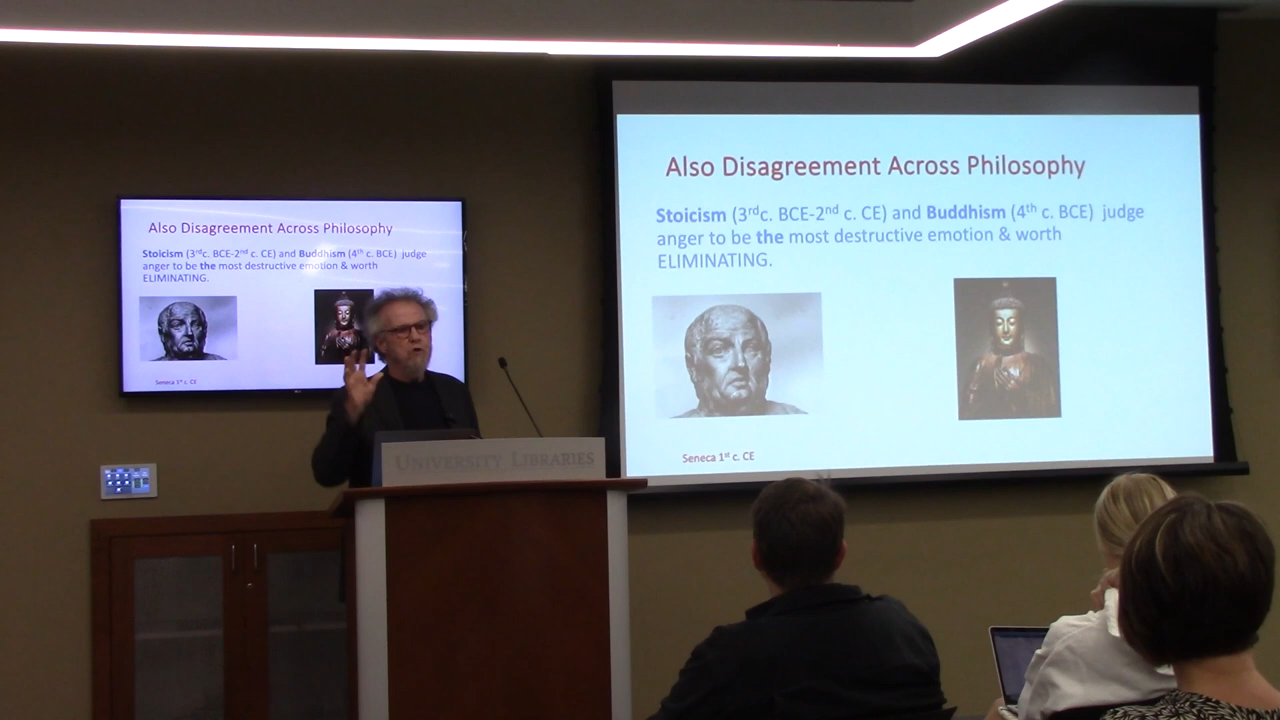 Also Disagreement Across Philosophy
Stoicism (3rdc. BCE-2nd c. CE) and Buddhism (4th c. BCE) judge
anger to be the most destructive emotion & worth
ELIMINATING.
Seneca 1st c. CE
Also Disagreement Across Philosophy
Stoicism (3rdc. BCE-2nd c. CE) and Buddhism (4th c. BCE) judge
anger to be the most destructive emotion & worth
ELIMINATING.
Seneca 1st c. CE
UNIVERSITY LIBRARIES